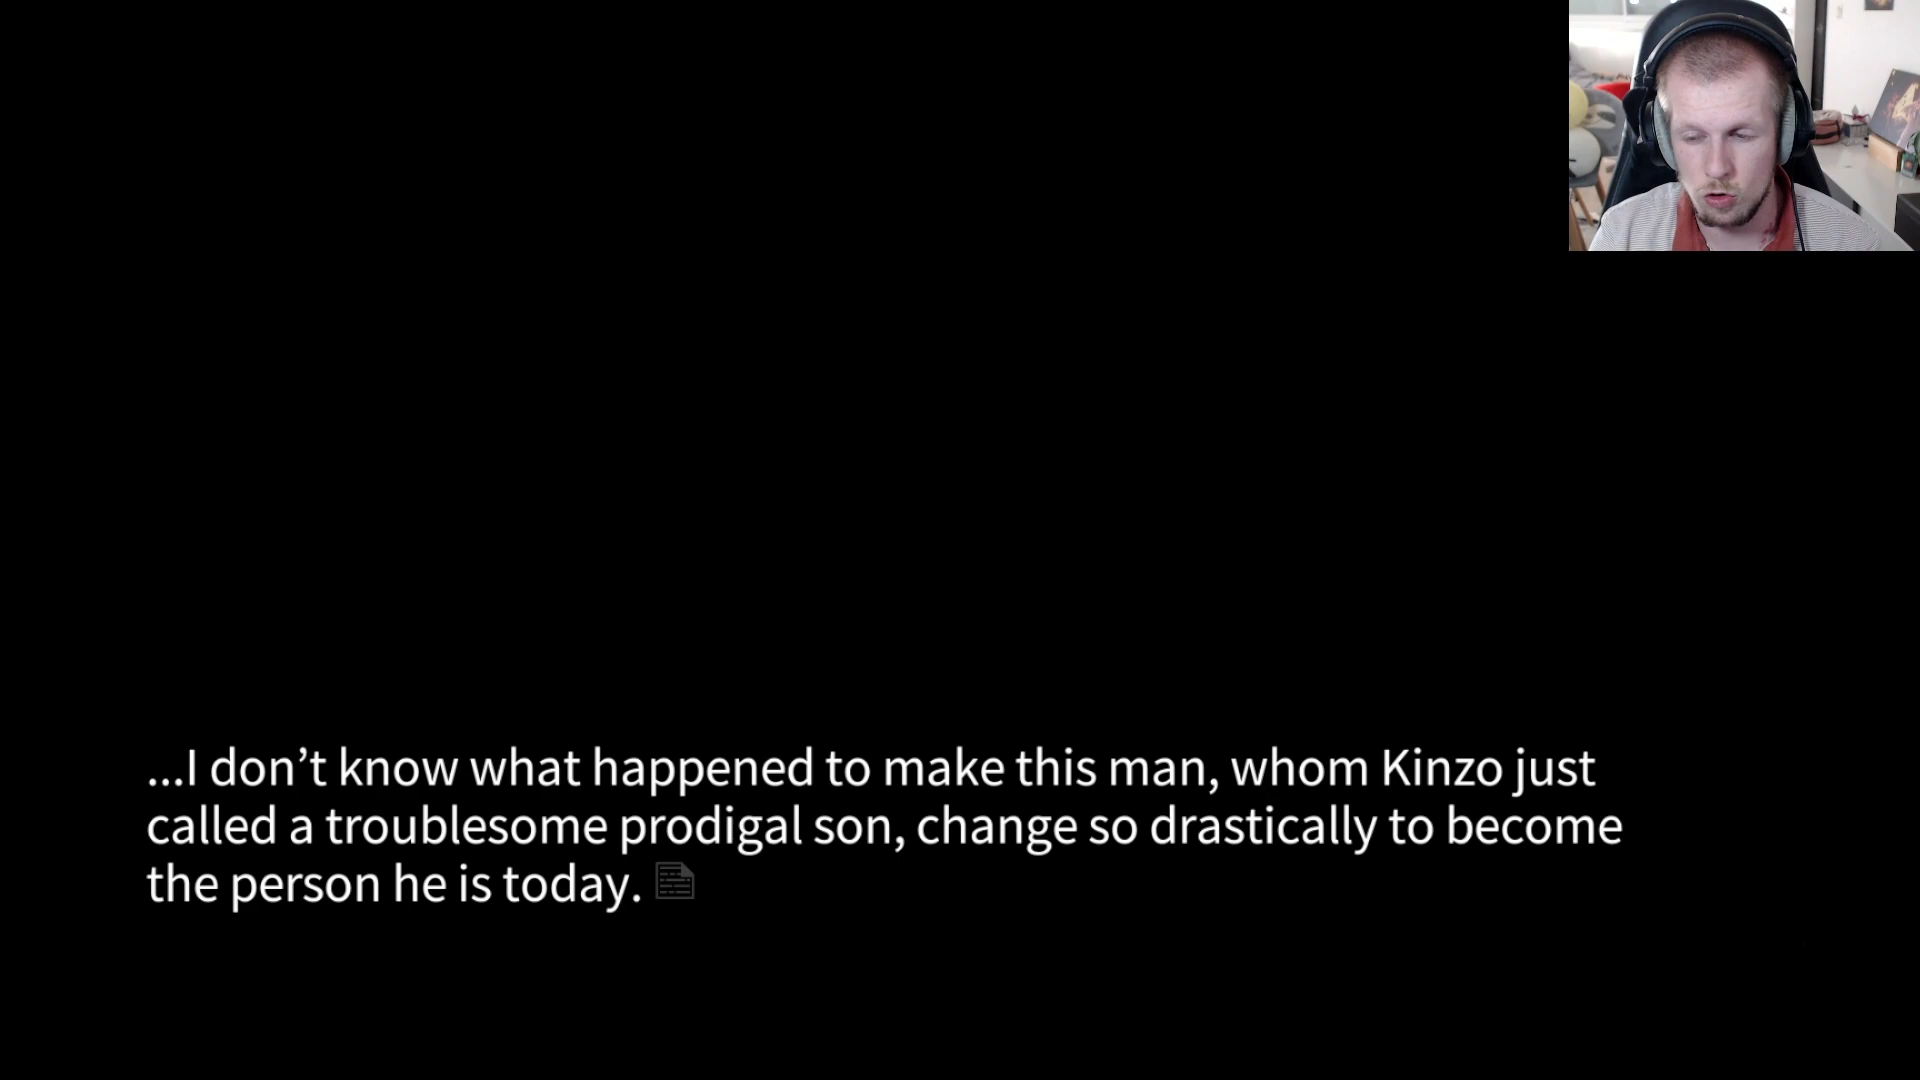 ...I don’t know what happened to make this man, whom Kinzo just
called a troublesome prodigal son, change so drastically to become
the person he is today.